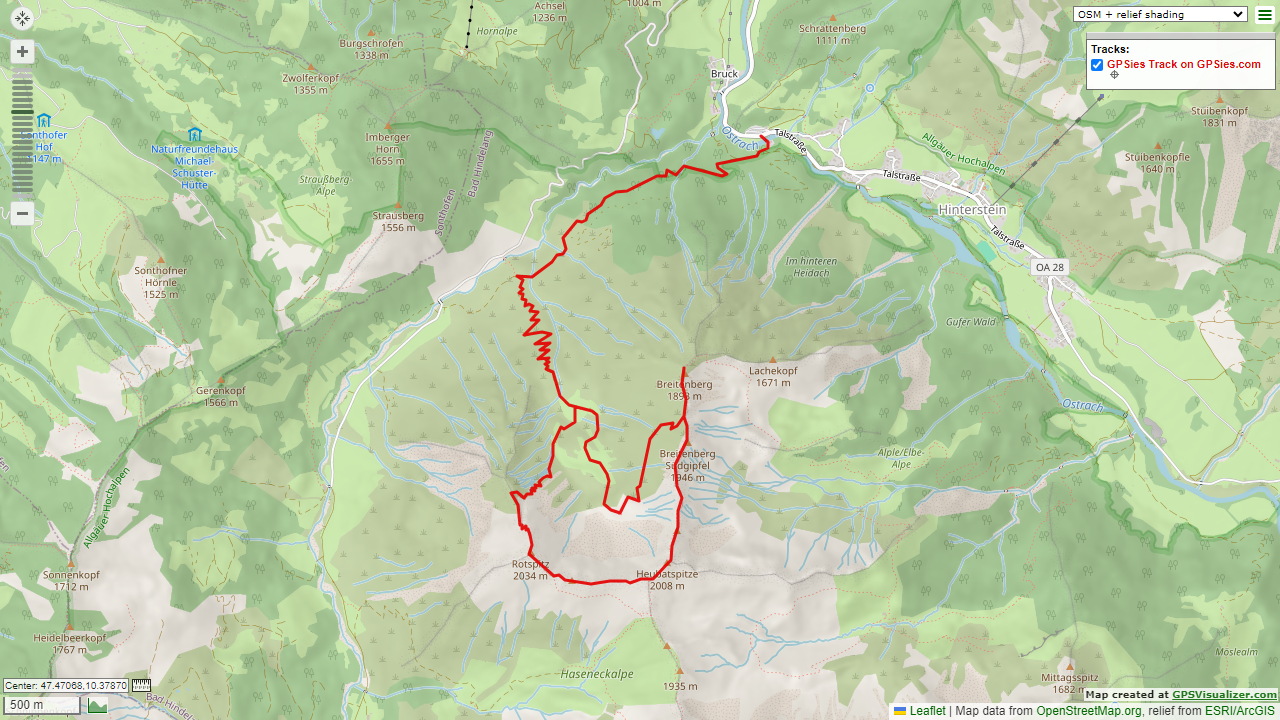 Achsel
1236 m
1004 m
Hornalpe
Burgschrofen
1338 m
Zwölferkopf
1355 m
Bruck
Schrattenberg
1111 m
OSM + relief shading
Tracks:
GPSies Track on GPSies.com
Stuibenkopf
1831 m
Sonthofer
Hof
1147 m
Naturfreundehaus
Michael-
Schuster-
Hütte
Imberger
Horn
1655 m
Bad Hindelang
Sonthofen
Straußberg-
Alpe
Strausberg
1556 m
Ostrach
Talstraße
Allgäuer Hochalpen
Stuibenköpfle
1640 m
Talstraße
Hinterstein
Talstraße
OA 28
Sonthofner
Hörnle
1525 m
Im hinteren
Heidach
Gufer Wald
Gerenkopf
1566 m
Breitenberg
1893 m
Lachekopf
1671 m
Ostrach
Breitenberg
Südgipfel
1946 m
Älple/Elbe-
Alpe
Allgäuer Hochalpen
Sonnenkopf
1712 m
Rotspitz
2034 m
Heubatspitze
2008 m
Heidelbeerkopf
1767 m
Haseneckalpe
1935 m
Möslealm
Mittagsspitz
1682 m
Center: 47.47068,10.37870
500 m
Bad Hind
Map created at GPSVisualizer.com
Leaflet | Map data from OpenStreetMap.org, relief from ESRI/ArcGIS